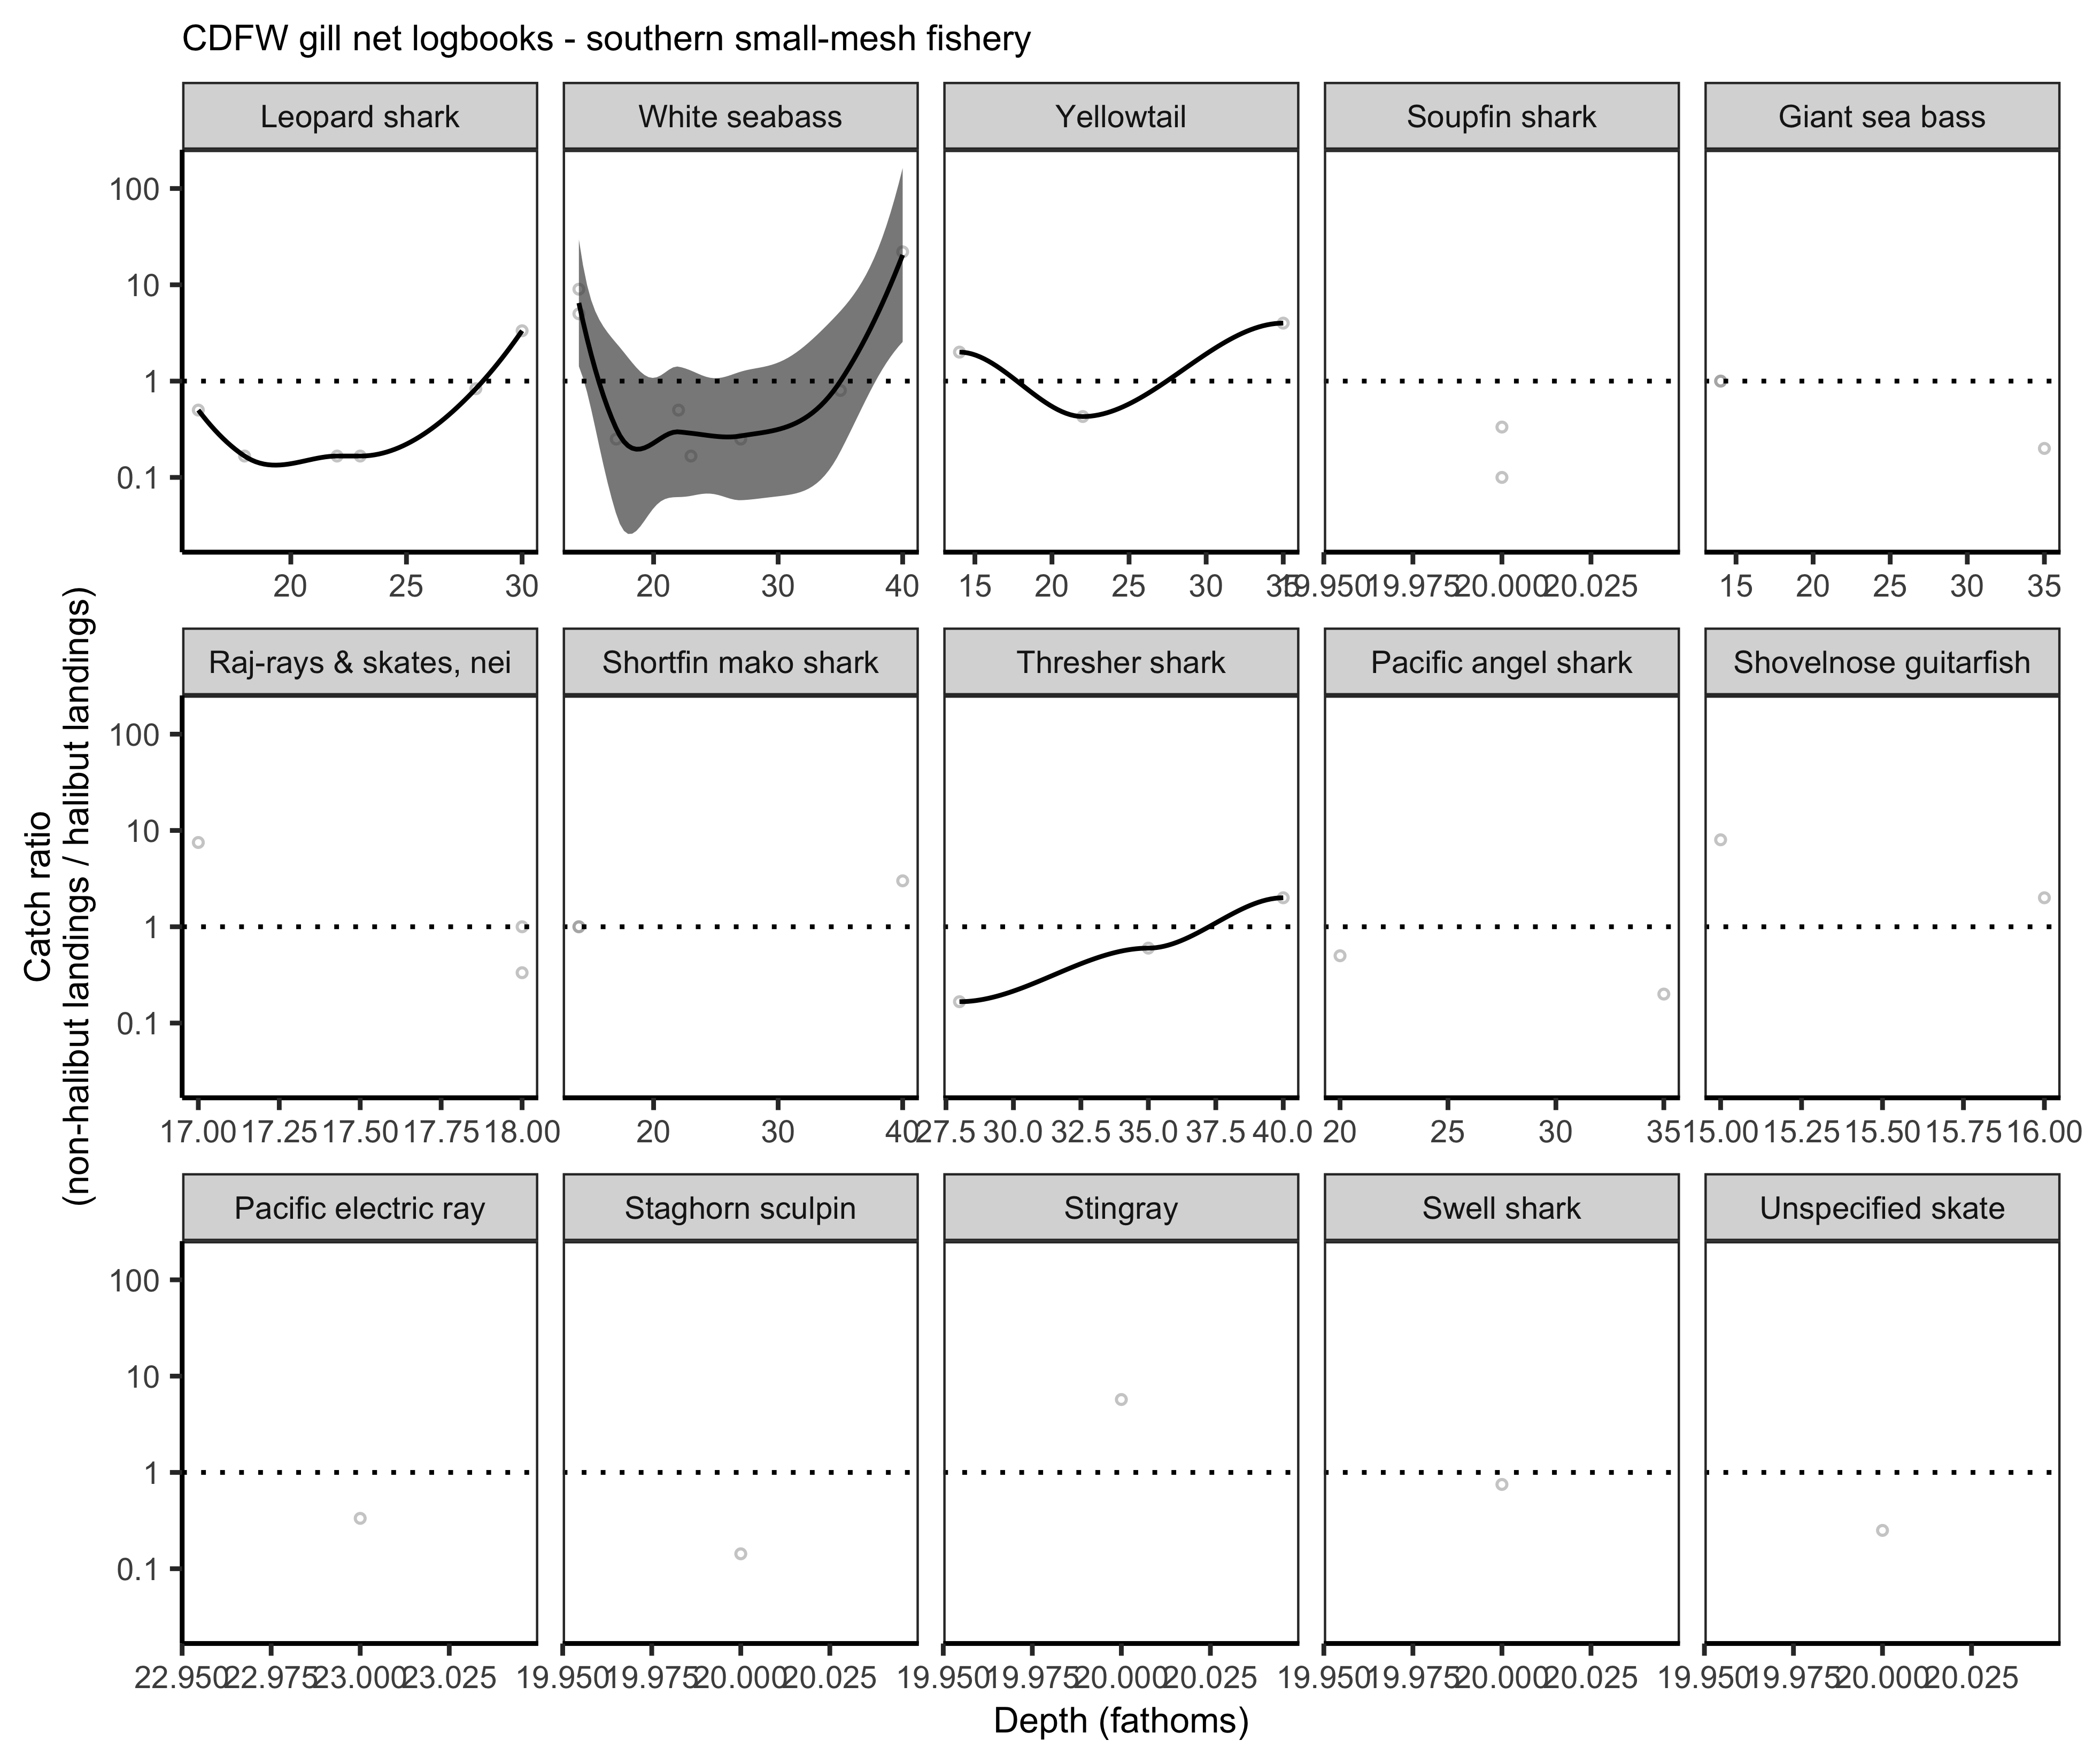 CDFW gill net logbooks - southern small-mesh fishery
Leopard shark
White seabass
Yellowtail
Soupfin shark
Giant sea bass
100
10
1
0.1
20 25 30
20 30 40
15 20 25 30 35
19.950 19.975 20.000 20.025
15 20 25 30 35
Raj-rays & skates, nei
Shortfin mako shark
Thresher shark
Pacific angel shark
Shovelnose guitarfish
100
10
1
0.1
17.00 17.25 17.50 17.75 18.00
20 30 40
27.5 30.0 32.5 35.0 37.5 40.0
20 25 30 35
15.00 15.25 15.50 15.75 16.00
Pacific electric ray
Staghorn sculpin
Stingray
Swell shark
Unspecified skate
100
10
1
0.1
22.950 22.975 23.000 23.025
19.950 19.975 20.000 20.025
19.950 19.975 20.000 20.025
19.950 19.975 20.000 20.025
19.950 19.975 20.000 20.025
Depth (fathoms)
Catch ratio
(non-halibut landings / halibut landings)